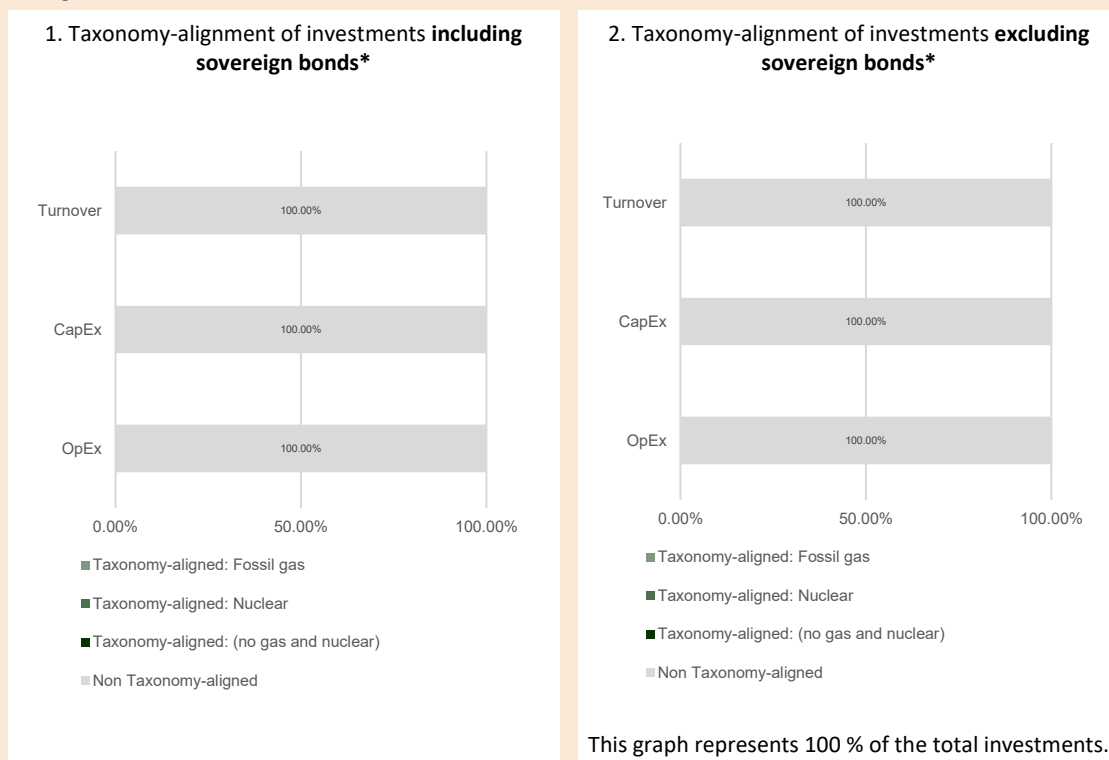 1. Taxonomy-alignment of investments including
sovereign bonds*
Turnover
100.00%
CapEx
100.00%
OpEx
100.00%
0.00%
50.00%
100.00%
Taxonomy-aligned: Fossil gas
Taxonomy-aligned: Nuclear
Taxonomy-aligned: (no gas and nuclear)
Non Taxonomy-aligned
2. Taxonomy-alignment of investments excluding
sovereign bonds*
Turnover
100.00%
CapEx
100.00%
OpEx
100.00%
0.00%
50.00%
100.00%
Taxonomy-aligned: Fossil gas
Taxonomy-aligned: Nuclear
Taxonomy-aligned: (no gas and nuclear)
Non Taxonomy-aligned
This graph represents 100 % of the total investments.